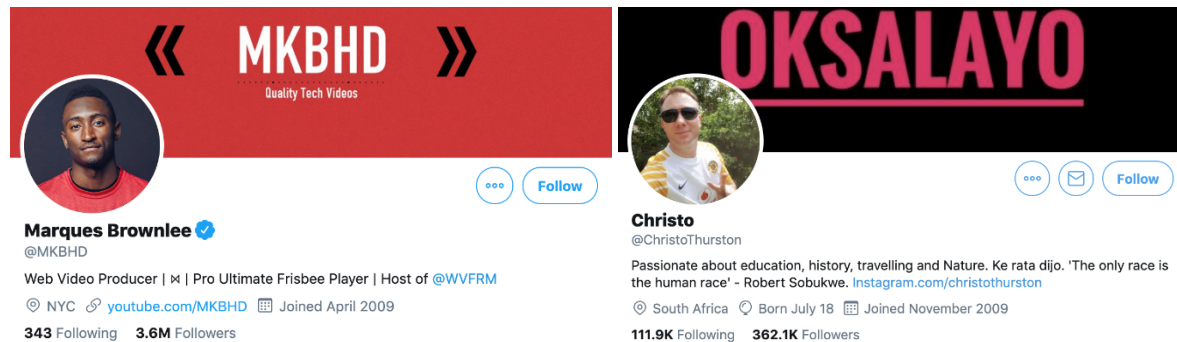 MKBHD
Quality Tech Videos
Follow
Marques Brownlee
@MKBHD
Web Video Producer | ⋈ | Pro Ultimate Frisbee Player | Host of @WVFRM
NYC youtube.com/MKBHD Joined April 2009
343 Following 3.6M Followers
OKSALAYO
Follow
Christo
@ChristoThurston
Passionate about education, history, travelling and Nature. Ke rata dijo. 'The only race is
the human race' - Robert Sobukwe. Instagram.com/christothurston
South Africa Born July 18 Joined November 2009
111.9K Following 362.1K Followers